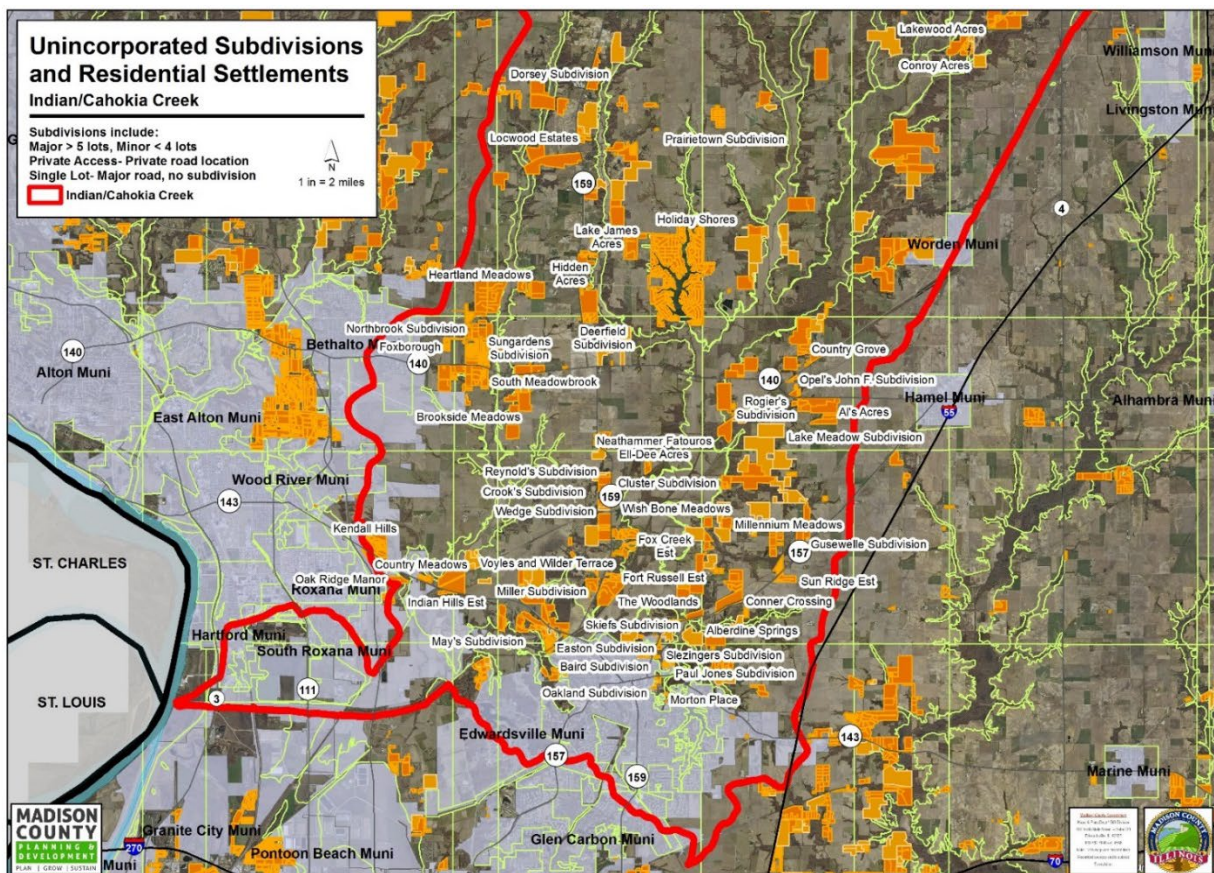 Unincorporated Subdivisions
and Residential Settlements
Indian/Cahokia Creek
Subdivisions include:
Major > 5 lots, Minor < 4 lots
Private Access- Private road location
Single Lot- Major road, no subdivision
Indian/Cahokia Creek
N
1 in = 2 miles
Lakewood Acres
Conroy Acres
Williamson Muni
Livingston Muni
Dorsey Subdivision
Locwood Estates
Prairietown Subdivision
159
4
Lake James
Acres
Holiday Shores
Worden Muni
Hidden
Acres
Heartland Meadows
Northbrook Subdivision
Bethalto M
Foxborough
140
140
Alton Muni
Sungardens
Subdivision
Deerfield
Subdivision
Country Grove
South Meadowbrook
140
Opel's John F. Subdivision
Hamel Muni
55
Alhambra Muni
East Alton Muni
Brookside Meadows
Rogier's
Subdivision
Al's Acres
Lake Meadow Subdivision
Neathammer Fatouros
Ell-Dee Acres
Wood River Muni
143
Reynold's Subdivision
Cluster Subdivision
Crook's Subdivision
159
Wedge Subdivision
Wish Bone Meadows
Kendall Hills
Millennium Meadows
Fox Creek
Est
157
Gusewelle Subdivision
ST. CHARLES
Country Meadows
Voyles and Wilder Terrace
Oak Ridge Manor
Roxana Muni
Fort Russell Est
Sun Ridge Est
Miller Subdivision
Indian Hills Est
The Woodlands
Conner Crossing
Hartford Muni
South Roxana Muni
May's Subdivision
Skiefs Subdivision
Alberdine Springs
Easton Subdivision
Slezingers Subdivision
Baird Subdivision
Paul Jones Subdivision
ST. LOUIS
3
111
Oakland Subdivision
Morton Place
Edwardsville Muni
143
157
159
Marine Muni
MADISON
COUNTY
PLANNING &
DEVELOPMENT
PLAN | GROW | SUSTAIN
Granite City Muni
270
Muni
Pontoon Beach Muni
Glen Carbon Muni
70
MADISON COUNTY
ILLINOIS